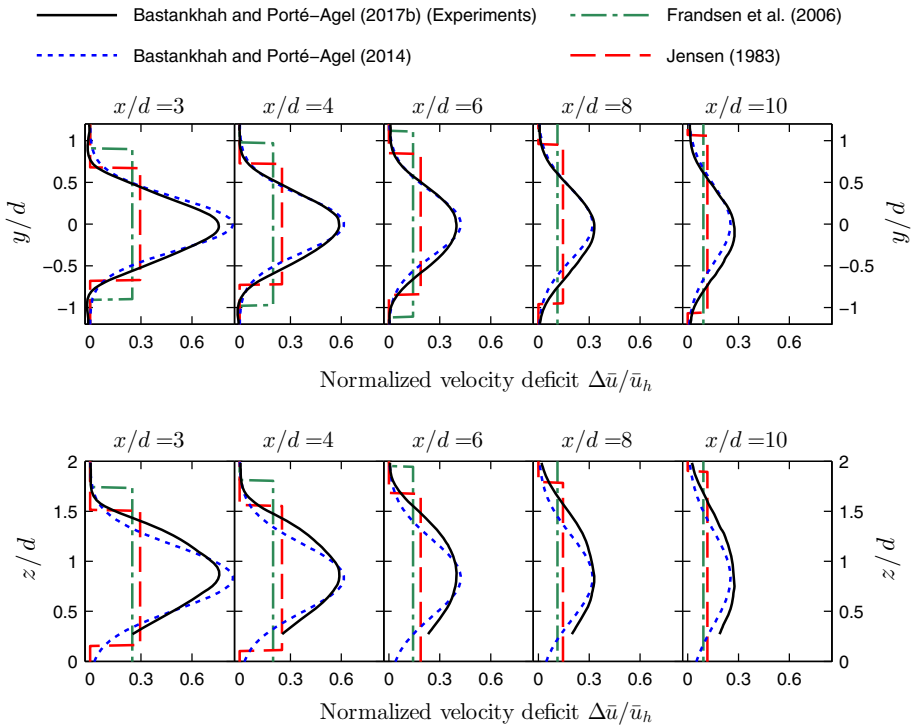 Bastankhah and Porté−Agel (2017b) (Experiments) Frandsen et al. (2006)
Bastankhah and Porté−Agel (2014) Jensen (1983)
x/d =3 x/d =4 x/d =6 x/d =8 x/d =10
1 1
0.5 0.5
y/d 0 0 y/d
−0.5 −0.5
−1 −1
0 0.3 0.6 0 0.3 0.6 0 0.3 0.6 0 0.3 0.6 0 0.3 0.6
Normalized velocity deficit Δū/ū_h
x/d =3 x/d =4 x/d =6 x/d =8 x/d =10
2 2
1.5 1.5
z/d 1 1 z/d
0.5 0.5
0 0
0 0.3 0.6 0 0.3 0.6 0 0.3 0.6 0 0.3 0.6 0 0.3 0.6
Normalized velocity deficit Δū/ū_h